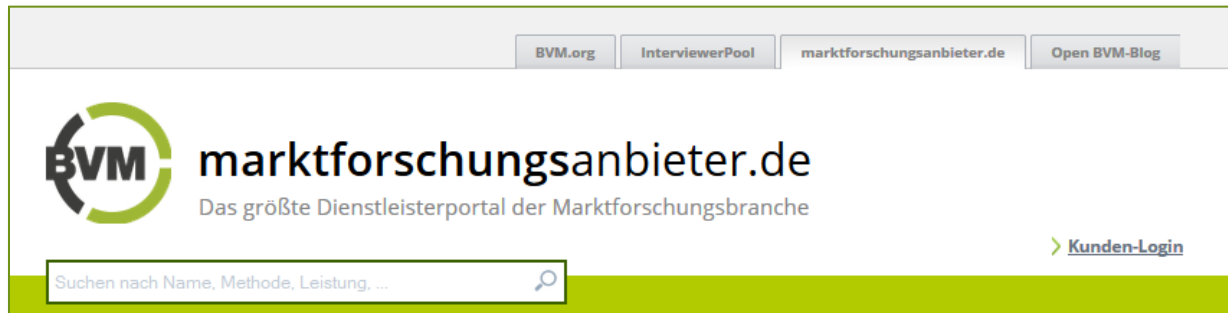 BVM.org InterviewerPool marktforschungsanbieter.de Open BVM-Blog
BVM
marktforschungsanbieter.de
Das größte Dienstleisterportal der Marktforschungsbranche
Kunden-Login
Suchen nach Name, Methode, Leistung, ...